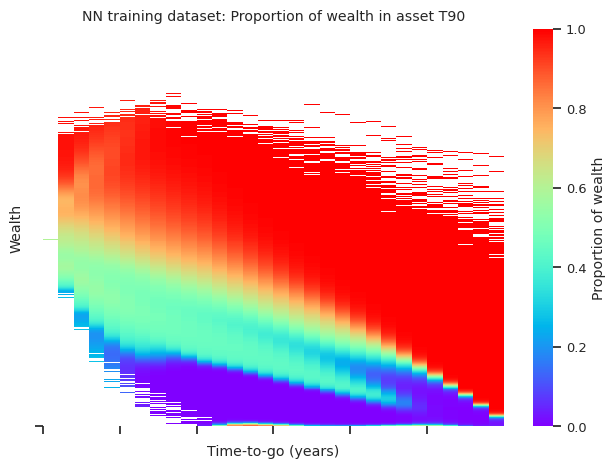 NN training dataset: Proportion of wealth in asset T90
1.0
0.8
0.6
0.4
0.2
0.0
Proportion of wealth
Wealth
Time-to-go (years)